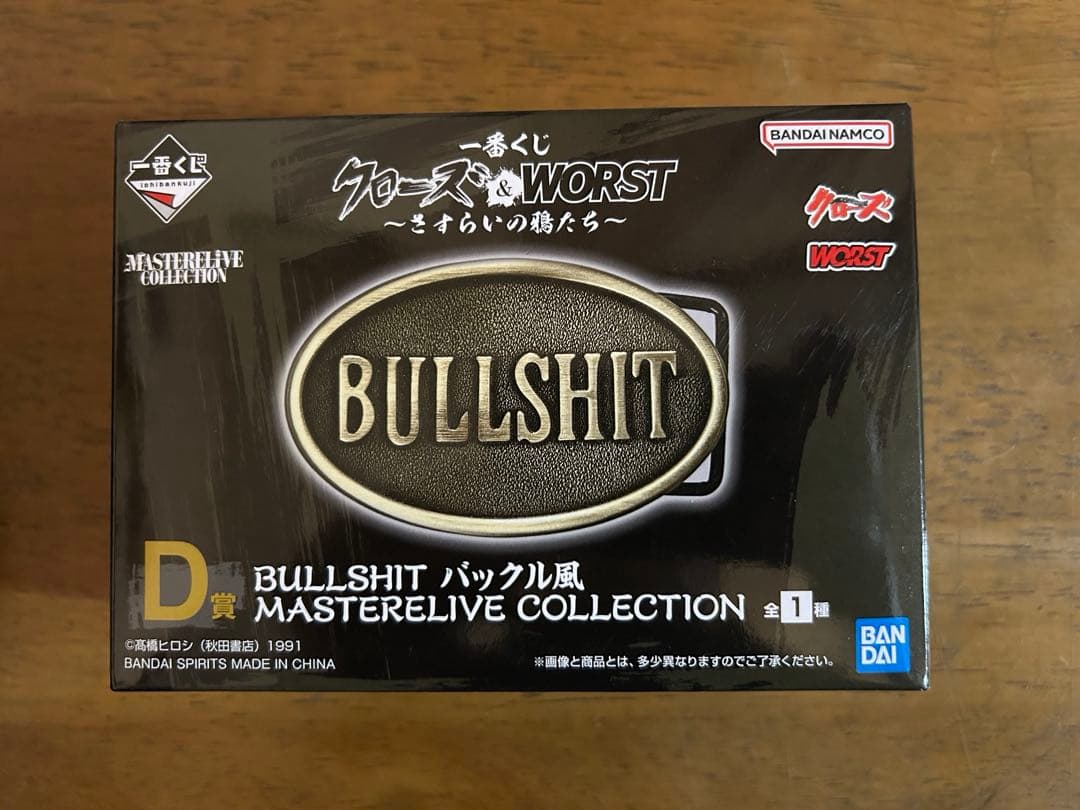 一番くじ
ichibankuji
MASTERELIVE
COLLECTION
一番くじ
クローズ & WORST
～さすらいの鴉たち～
BANDAI NAMCO
クローズ
WORST
BULLSHIT
D賞
BULLSHIT バックル風
MASTERELIVE COLLECTION 全1種
©髙橋ヒロシ（秋田書店）1991
BANDAI SPIRITS MADE IN CHINA
※画像と商品とは、多少異なりますのでご了承ください。
BAN
DAI